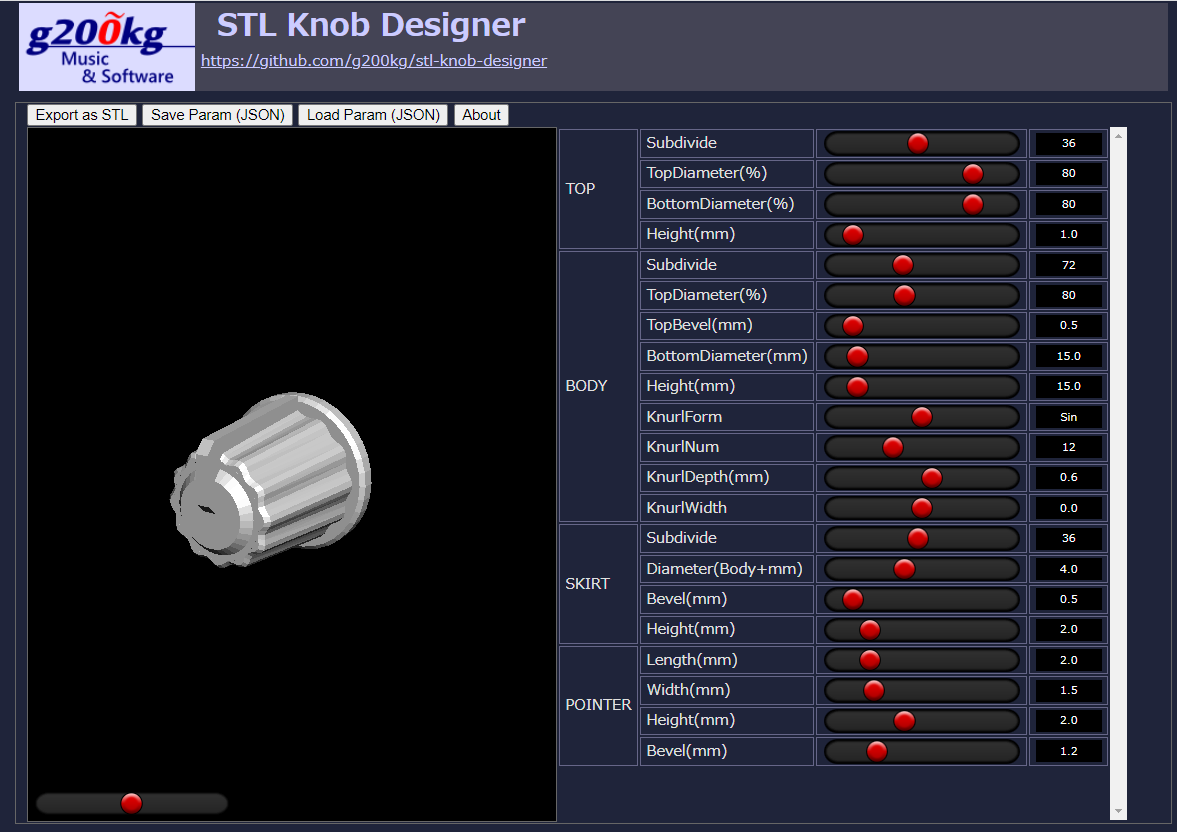 g200kg
Music
& Software
STL Knob Designer
https://github.com/g200kg/stl-knob-designer
Export as STL Save Param (JSON) Load Param (JSON) About
TOP
Subdivide 36
TopDiameter(%) 80
BottomDiameter(%) 80
Height(mm) 1.0
BODY
Subdivide 72
TopDiameter(%) 80
TopBevel(mm) 0.5
BottomDiameter(mm) 15.0
Height(mm) 15.0
KnurlForm Sin
KnurlNum 12
KnurlDepth(mm) 0.6
KnurlWidth 0.0
SKIRT
Subdivide 36
Diameter(Body+mm) 4.0
Bevel(mm) 0.5
Height(mm) 2.0
POINTER
Length(mm) 2.0
Width(mm) 1.5
Height(mm) 2.0
Bevel(mm) 1.2